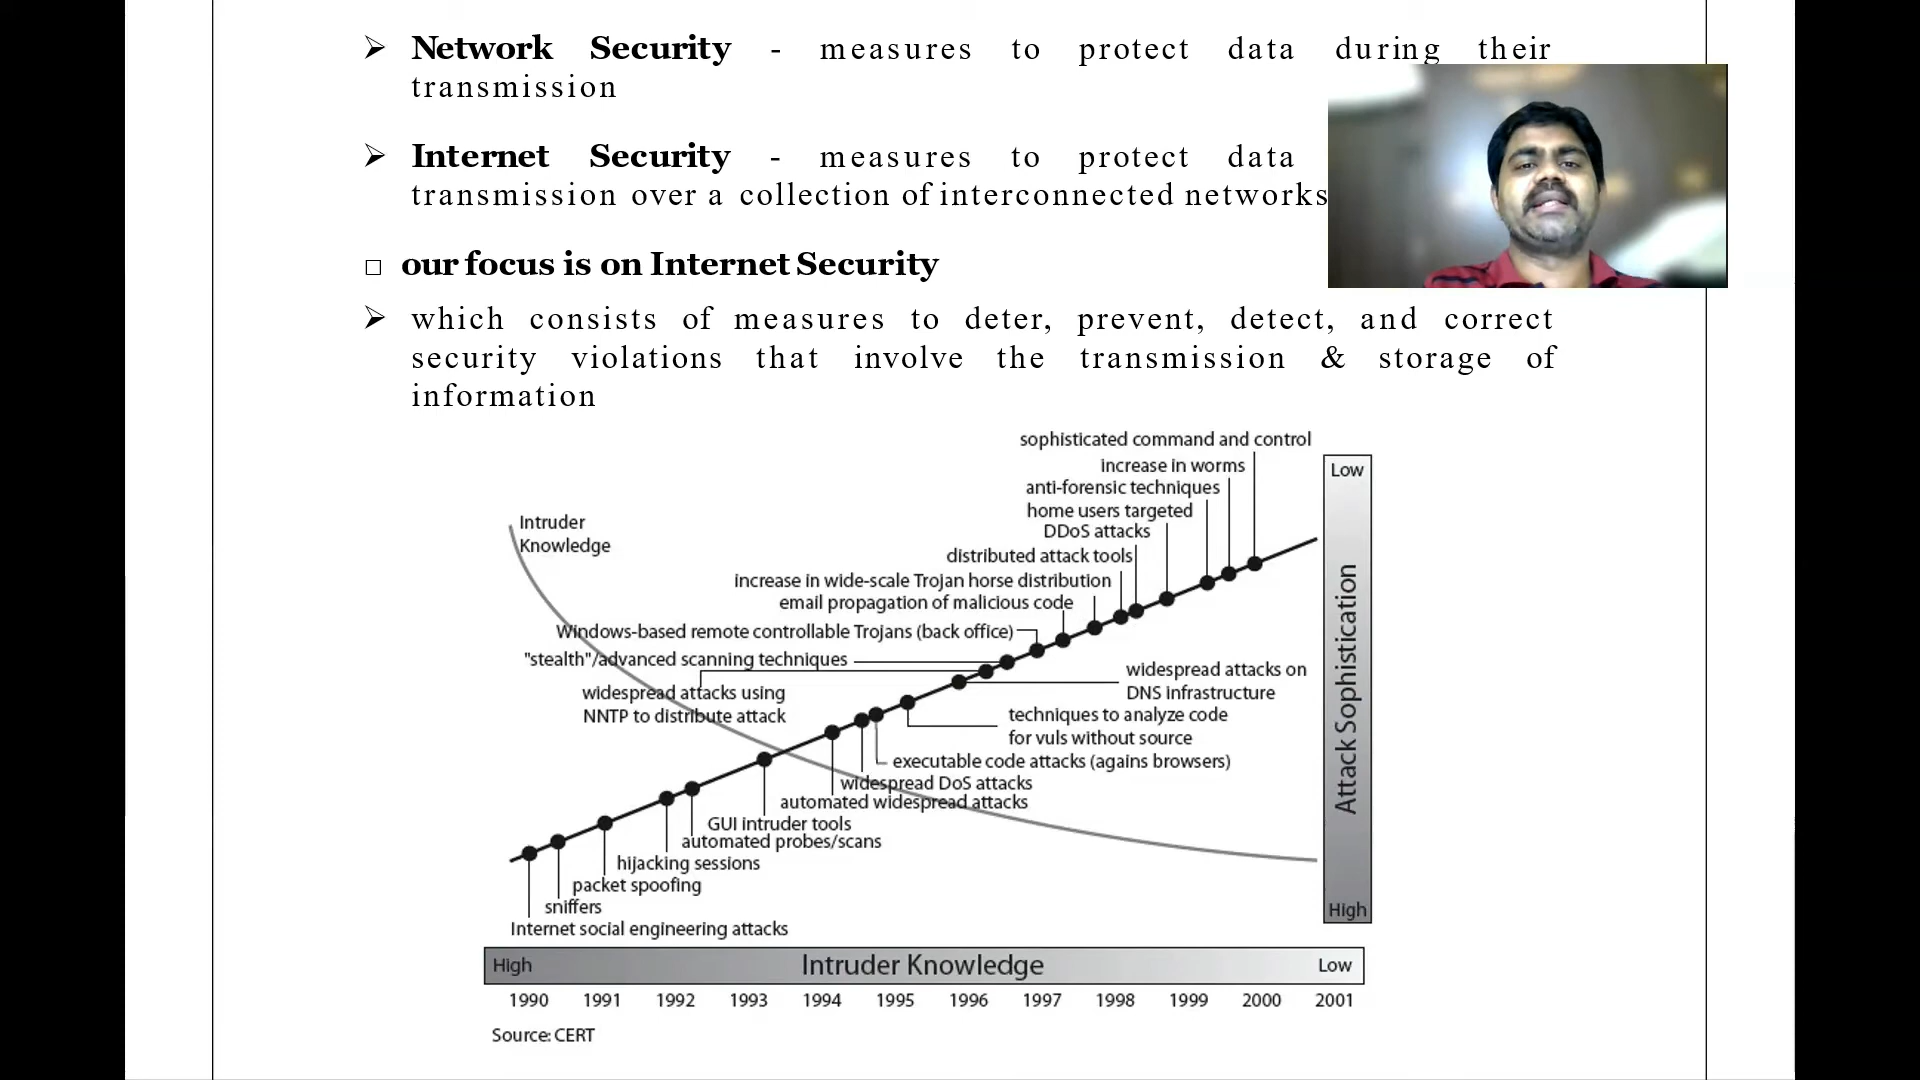 ➢ Network Security - measures to protect data during their
transmission
➢ Internet Security - measures to protect data
transmission over a collection of interconnected networks
□ our focus is on Internet Security
➢ which consists of measures to deter, prevent, detect, and correct
security violations that involve the transmission & storage of
information
sophisticated command and control
increase in worms
anti-forensic techniques
home users targeted
DDoS attacks
distributed attack tools
increase in wide-scale Trojan horse distribution
email propagation of malicious code
Windows-based remote controllable Trojans (back office)
"stealth"/advanced scanning techniques
widespread attacks using
NNTP to distribute attack
Intruder
Knowledge
widespread attacks on
DNS infrastructure
techniques to analyze code
for vuls without source
executable code attacks (agains browsers)
widespread DoS attacks
automated widespread attacks
GUI intruder tools
automated probes/scans
hijacking sessions
packet spoofing
sniffers
Internet social engineering attacks
Low
Attack Sophistication
High
High Intruder Knowledge Low
1990 1991 1992 1993 1994 1995 1996 1997 1998 1999 2000 2001
Source: CERT